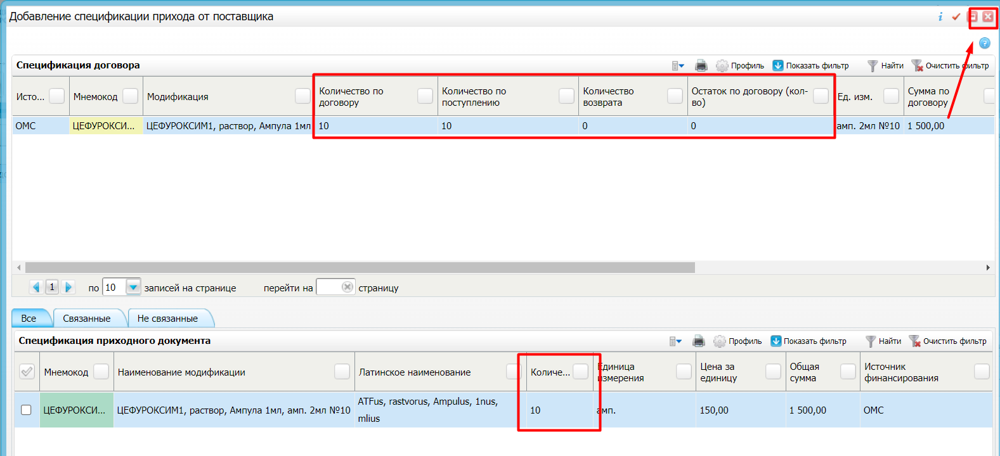 Добавление спецификации прихода от поставщика
Спецификация договора
Профиль Показать фильтр Найти Очистить фильтр
Исто... Мнемокод Модификация Количество по договору Количество по поступлению Количество возврата Остаток по договору (кол-во) Ед. изм. Сумма по договору
ОМС ЦЕФУРОКСИ... ЦЕФУРОКСИМ1, раствор, Ампула 1мл 10 10 0 0 амп. 2мл №10 1 500,00
1 по 10 записей на странице перейти на страницу
Все Связанные Не связанные
Спецификация приходного документа
Профиль Показать фильтр Найти Очистить фильтр
Мнемокод Наименование модификации Латинское наименование Количе... Единица измерения Цена за единицу Общая сумма Источник финансирования
ЦЕФУРОКСИ... ЦЕФУРОКСИМ1, раствор, Ампула 1мл, амп. 2мл №10 ATFus, rastvorus, Ampulus, 1nus, mlius 10 амп. 150,00 1 500,00 ОМС